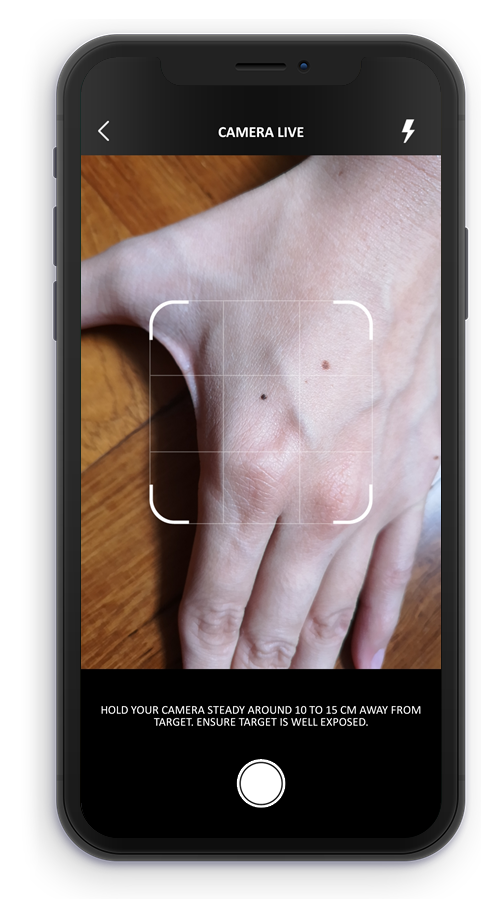 CAMERA LIVE
HOLD YOUR CAMERA STEADY AROUND 10 TO 15 CM AWAY FROM
TARGET. ENSURE TARGET IS WELL EXPOSED.